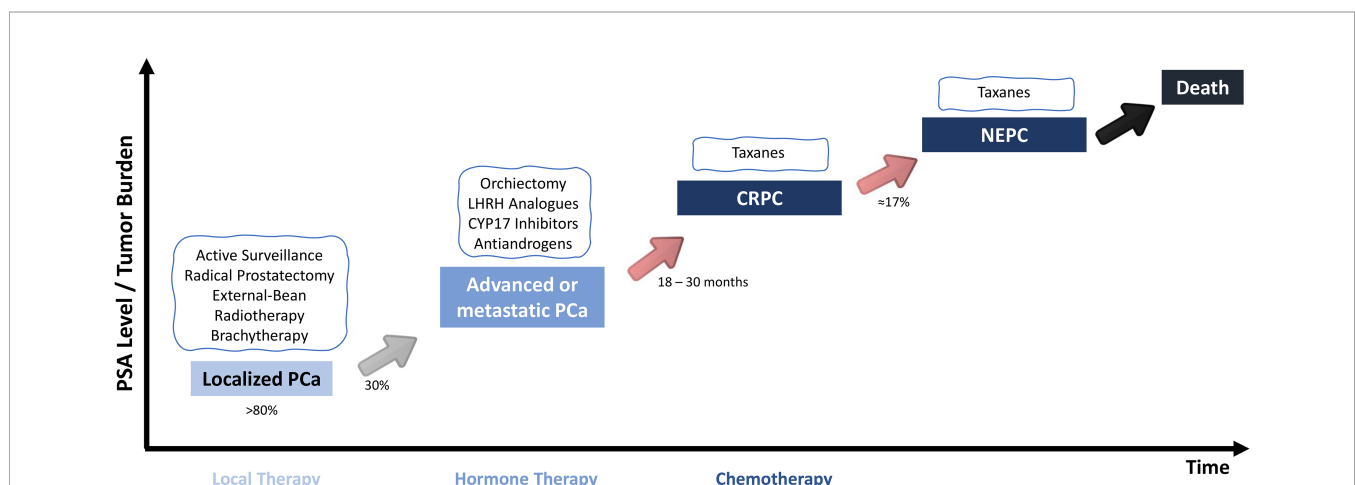 PSA Level / Tumor Burden
Active Surveillance
Radical Prostatectomy
External-Bean
Radiotherapy
Brachytherapy
Localized PCa
>80%
30%
Orchiectomy
LHRH Analogues
CYP17 Inhibitors
Antiandrogens
Advanced or
metastatic PCa
18 – 30 months
Taxanes
CRPC
≈17%
Taxanes
NEPC
Death
Time
Local Therapy
Hormone Therapy
Chemotherapy